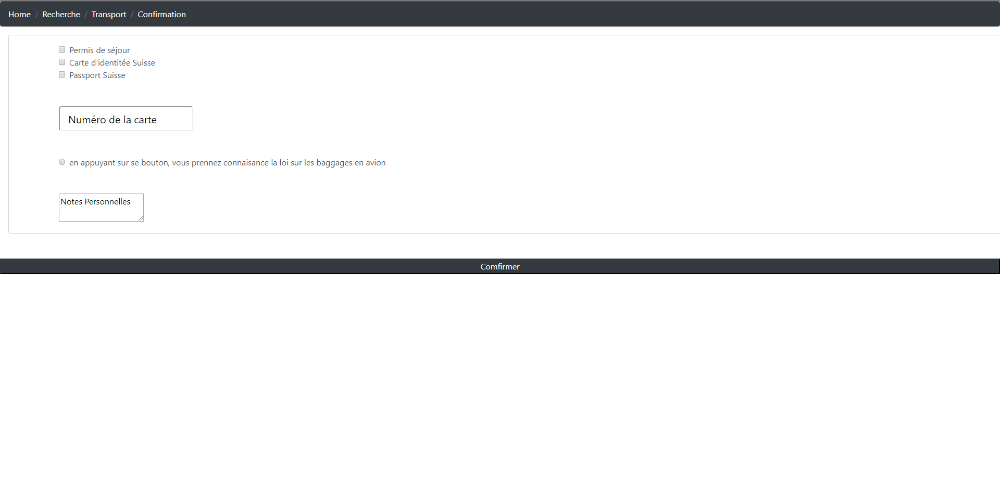 Home / Recherche / Transport / Confirmation
Permis de séjour
Carte d'identitée Suisse
Passport Suisse
Numéro de la carte
en appuyant sur se bouton, vous prennez connaisance la loi sur les baggages en avion
Notes Personnelles
Comfirmer